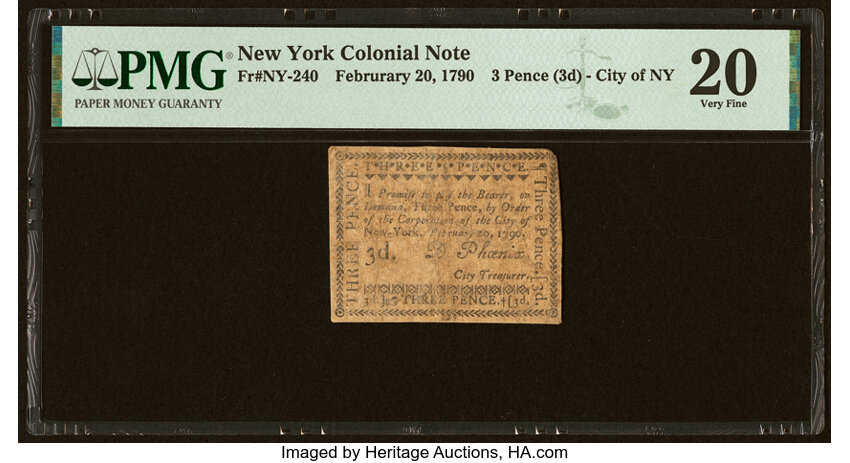 PMG®
PAPER MONEY GUARANTY
New York Colonial Note
Fr#NY-240 Februrary 20, 1790 3 Pence (3d) - City of NY
20
Very Fine
THREE PENCE.
T*H*R*E*E * P*E*N*C*E.
I Promise to pay the Bearer, on
Demand, Three Pence, by Order
of the Corporation of the City of
New-York. February 20, 1790,
3d. D. Phœnix
City Treasurer.
3d. THREE PENCE. 3d.
Three Pence. 3d.
Imaged by Heritage Auctions, HA.com